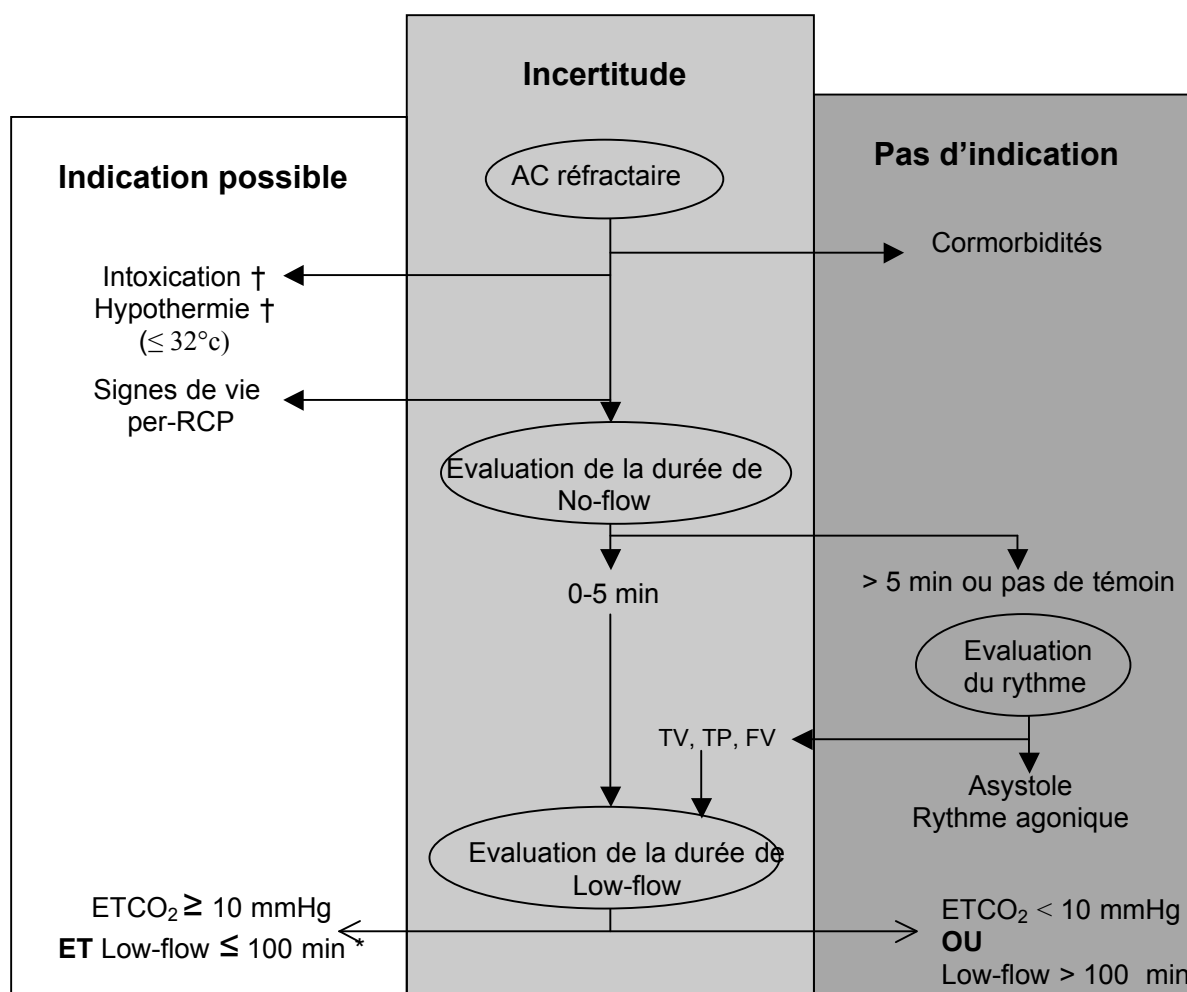 Incertitude
Indication possible
Pas d'indication
AC réfractaire
Cormorbidités
Intoxication †
Hypothermie †
(≤ 32°c)
Signes de vie
per-RCP
Evaluation de la durée de
No-flow
0-5 min
> 5 min ou pas de témoin
Evaluation
du rythme
TV, TP, FV
Asystole
Rythme agonique
Evaluation de la durée de
Low-flow
ETCO₂ ≥ 10 mmHg
ET Low-flow ≤ 100 min *
ETCO₂ < 10 mmHg
OU
Low-flow > 100 min